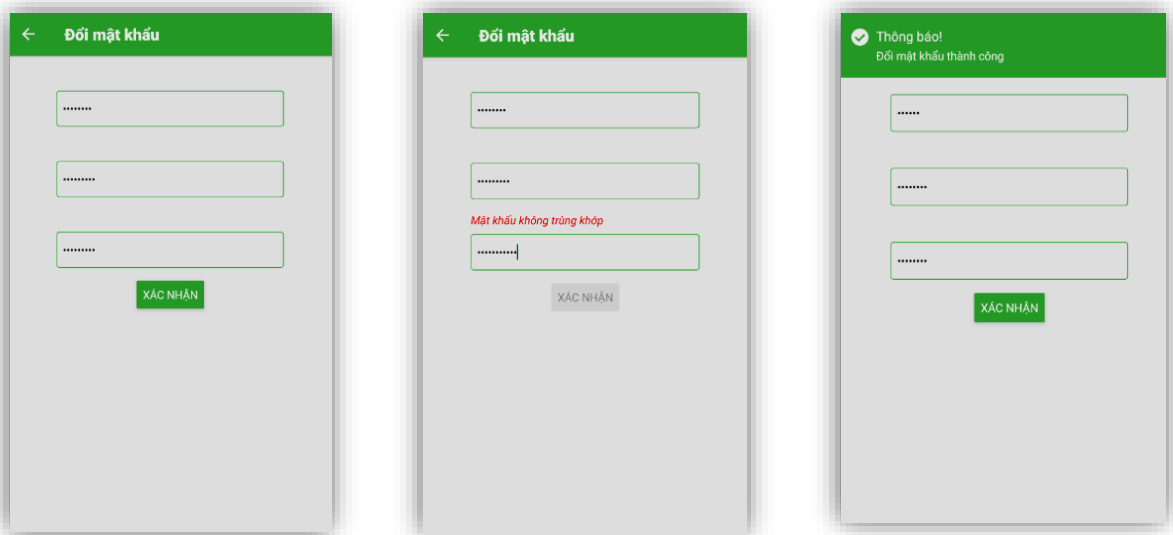 Đổi mật khẩu
••••••••
•••••••••
•••••••••
XÁC NHẬN
Đổi mật khẩu
••••••••
•••••••••
Mật khẩu không trùng khớp
•••••••••••
XÁC NHẬN
Thông báo!
Đổi mật khẩu thành công
••••••
••••••••
••••••••
XÁC NHẬN